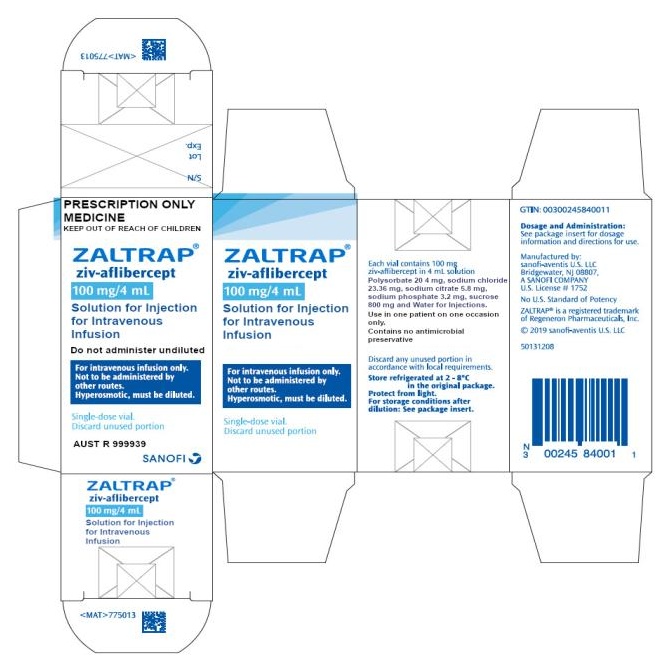 <MAT>775013
Exp.
Lot
S/N
PRESCRIPTION ONLY
MEDICINE
KEEP OUT OF REACH OF CHILDREN
ZALTRAP®
ziv-aflibercept
100 mg/4 mL
Solution for Injection
for Intravenous
Infusion
Do not administer undiluted
For intravenous infusion only.
Not to be administered by
other routes.
Hyperosmotic, must be diluted.
Single-dose vial.
Discard unused portion
AUST R 999939
SANOFI
ZALTRAP®
ziv-aflibercept
100 mg/4 mL
Solution for Injection
for Intravenous
Infusion
<MAT>775013
ZALTRAP®
ziv-aflibercept
100 mg/4 mL
Solution for Injection
for Intravenous
Infusion
For intravenous infusion only.
Not to be administered by
other routes.
Hyperosmotic, must be diluted.
Single-dose vial.
Discard unused portion
Each vial contains 100 mg
ziv-aflibercept in 4 mL solution
Polysorbate 20 4 mg, sodium chloride
23.36 mg, sodium citrate 5.8 mg,
sodium phosphate 3.2 mg, sucrose
800 mg and Water for Injections.
Use in one patient on one occasion
only.
Contains no antimicrobial
preservative
Discard any unused portion in
accordance with local requirements.
Store refrigerated at 2 - 8°C
in the original package.
Protect from light.
For storage conditions after
dilution: See package insert.
GTIN: 00300245840011
Dosage and Administration:
See package insert for dosage
information and directions for use.
Manufactured by:
sanofi-aventis U.S. LLC
Bridgewater, NJ 08807,
A SANOFI COMPANY
U.S. License # 1752
No U.S. Standard of Potency
ZALTRAP® is a registered trademark
of Regeneron Pharmaceuticals, Inc.
© 2019 sanofi-aventis U.S. LLC
50131208
N
3 00245 84001 1